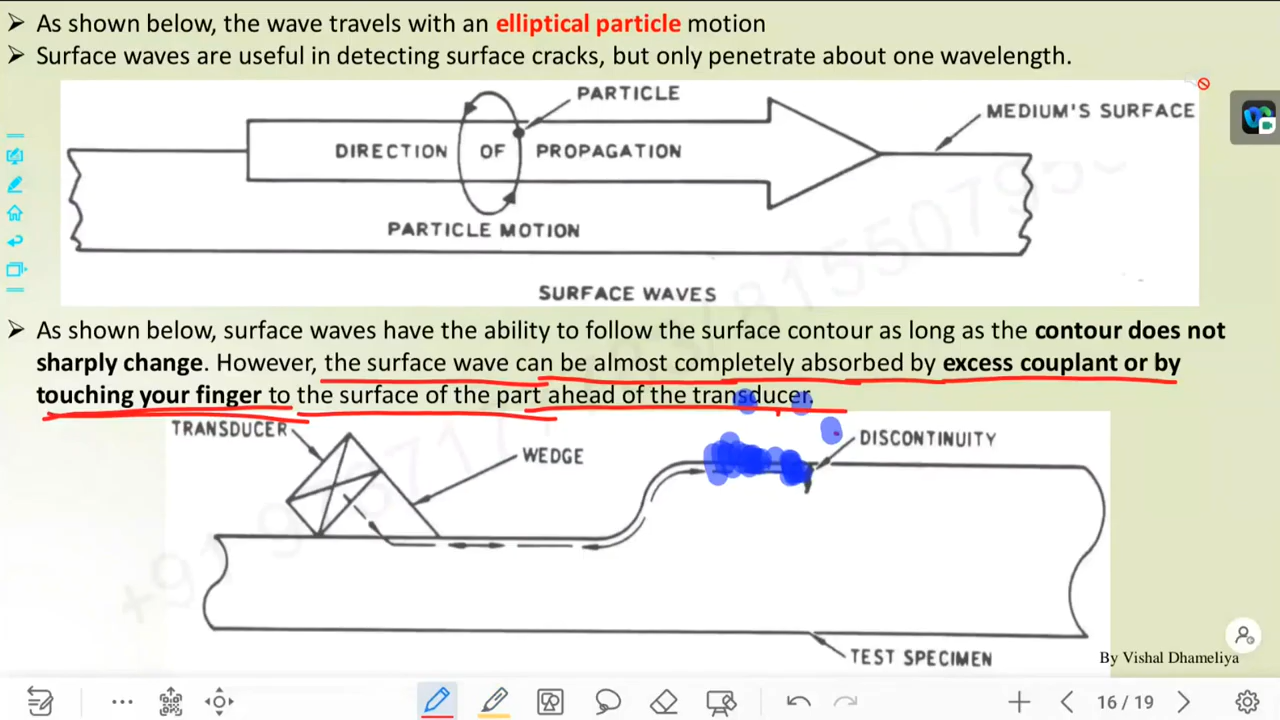 ➤ As shown below, the wave travels with an elliptical particle motion
➤ Surface waves are useful in detecting surface cracks, but only penetrate about one wavelength.
PARTICLE
MEDIUM'S SURFACE
DIRECTION OF PROPAGATION
PARTICLE MOTION
SURFACE WAVES
➤ As shown below, surface waves have the ability to follow the surface contour as long as the contour does not
sharply change. However, the surface wave can be almost completely absorbed by excess couplant or by
touching your finger to the surface of the part ahead of the transducer.
TRANSDUCER
WEDGE
DISCONTINUITY
TEST SPECIMEN
By Vishal Dhameliya
16 / 19